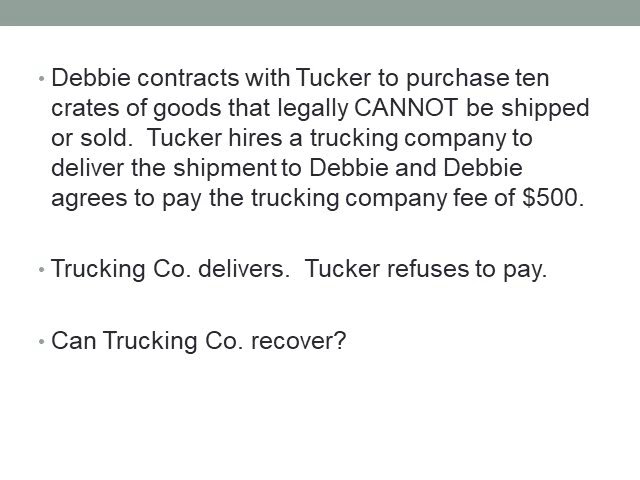 • Debbie contracts with Tucker to purchase ten
crates of goods that legally CANNOT be shipped
or sold.  Tucker hires a trucking company to
deliver the shipment to Debbie and Debbie
agrees to pay the trucking company fee of $500.
• Trucking Co. delivers.  Tucker refuses to pay.
• Can Trucking Co. recover?